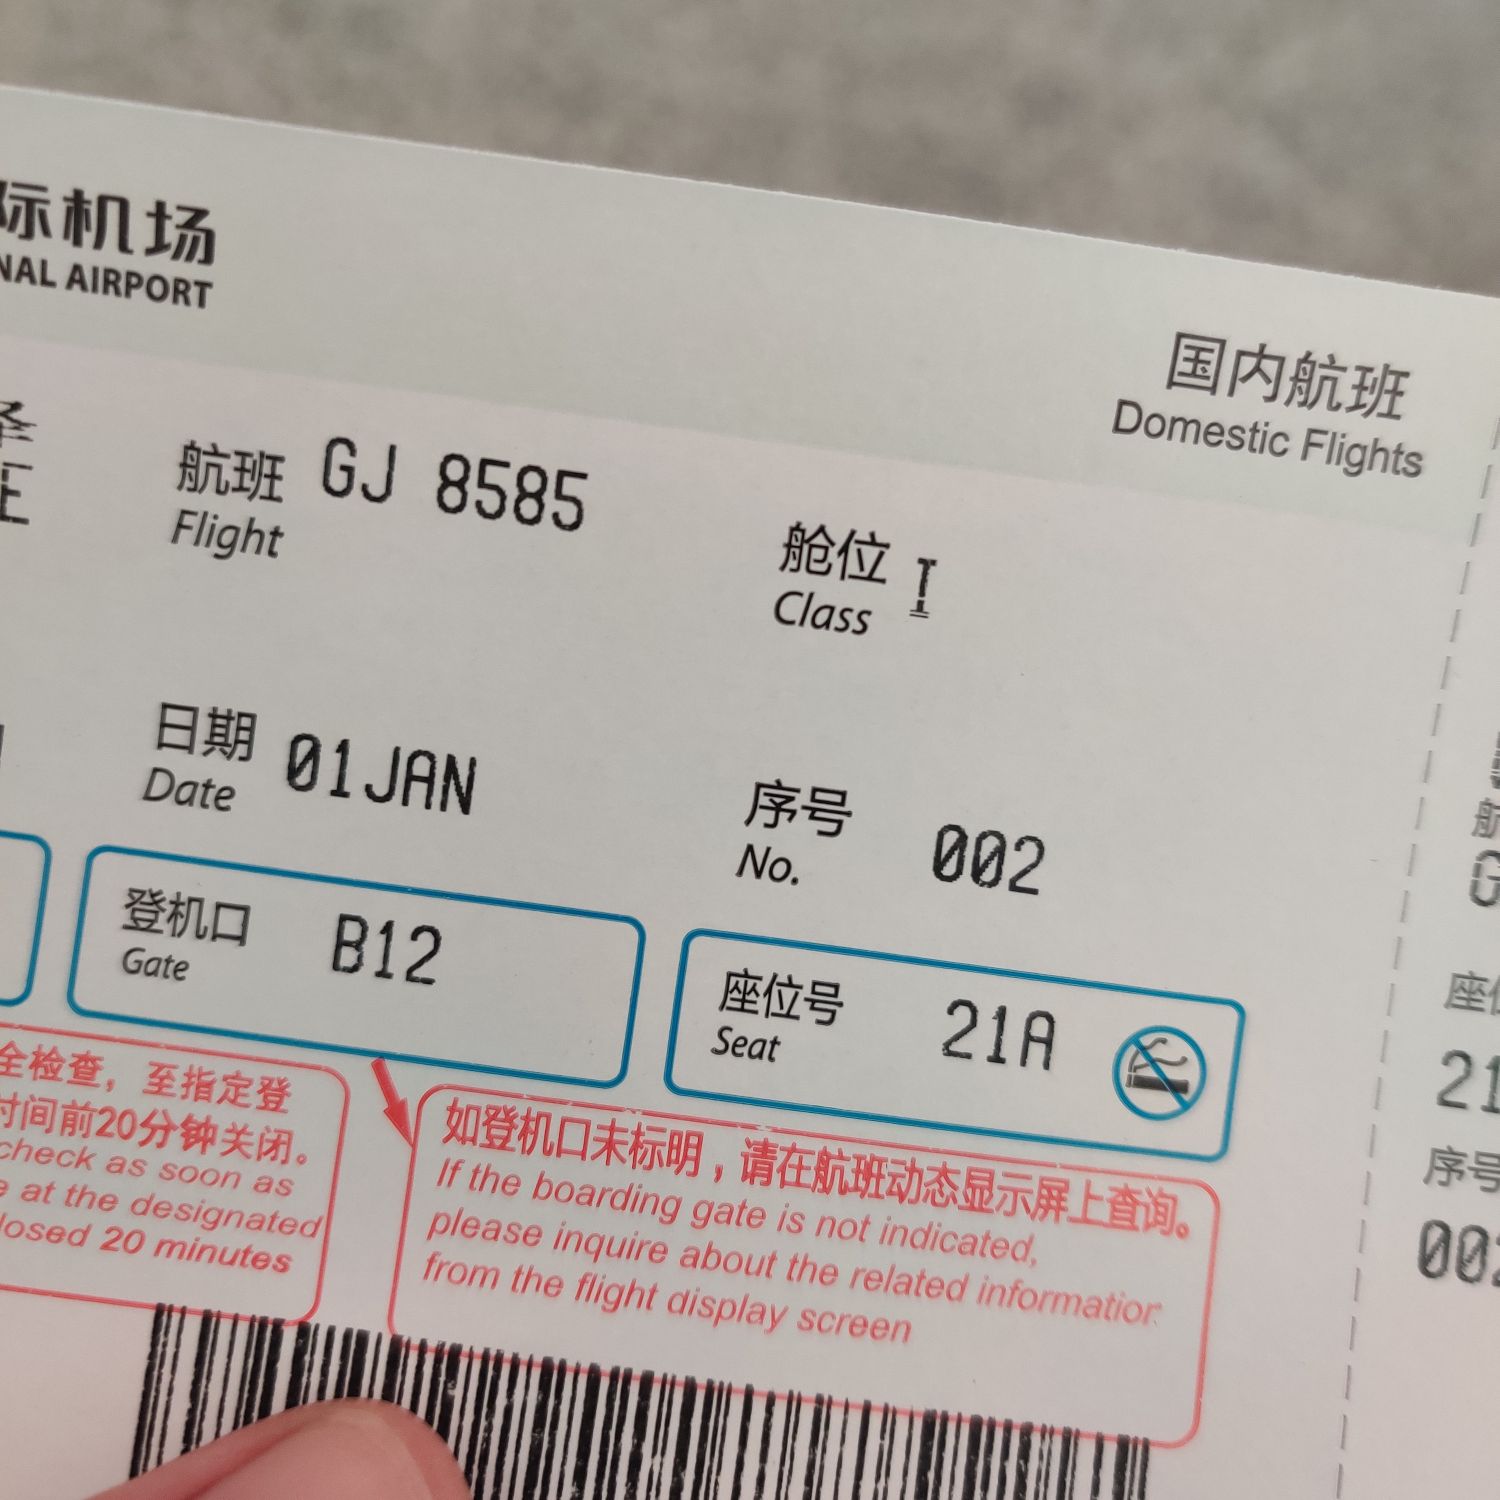 际机场
NAL AIRPORT
国内航班
Domestic Flights
航班 GJ 8585
Flight
舱位 I
Class
日期 01JAN
Date
序号 002
No.
登机口 B12
Gate
座位号 21A
Seat
全检查，至指定登
时间前20分钟关闭。
check as soon as
at the designated
losed 20 minutes
如登机口未标明，请在航班动态显示屏上查询。
If the boarding gate is not indicated,
please inquire about the related information
from the flight display screen
航
G
座位
21
序号
002